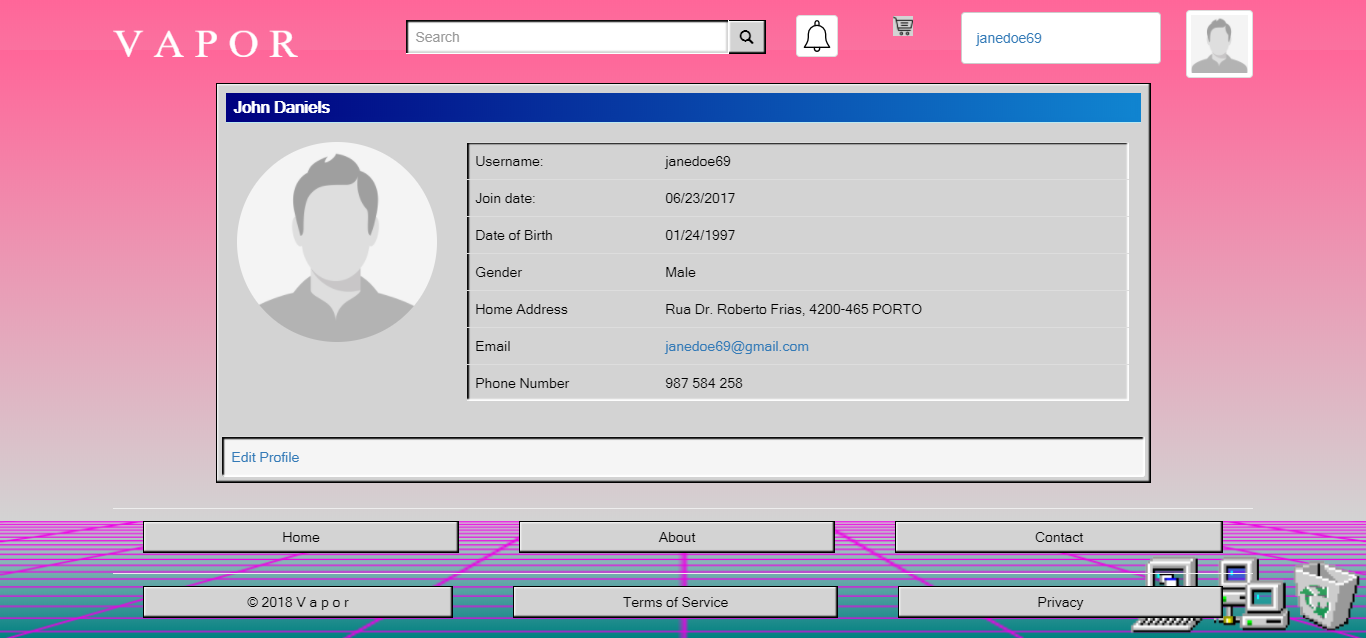 VAPOR
Search
janedoe69
John Daniels
Username: janedoe69
Join date: 06/23/2017
Date of Birth 01/24/1997
Gender Male
Home Address Rua Dr. Roberto Frias, 4200-465 PORTO
Email janedoe69@gmail.com
Phone Number 987 584 258
Edit Profile
Home About Contact
© 2018 V a p o r Terms of Service Privacy